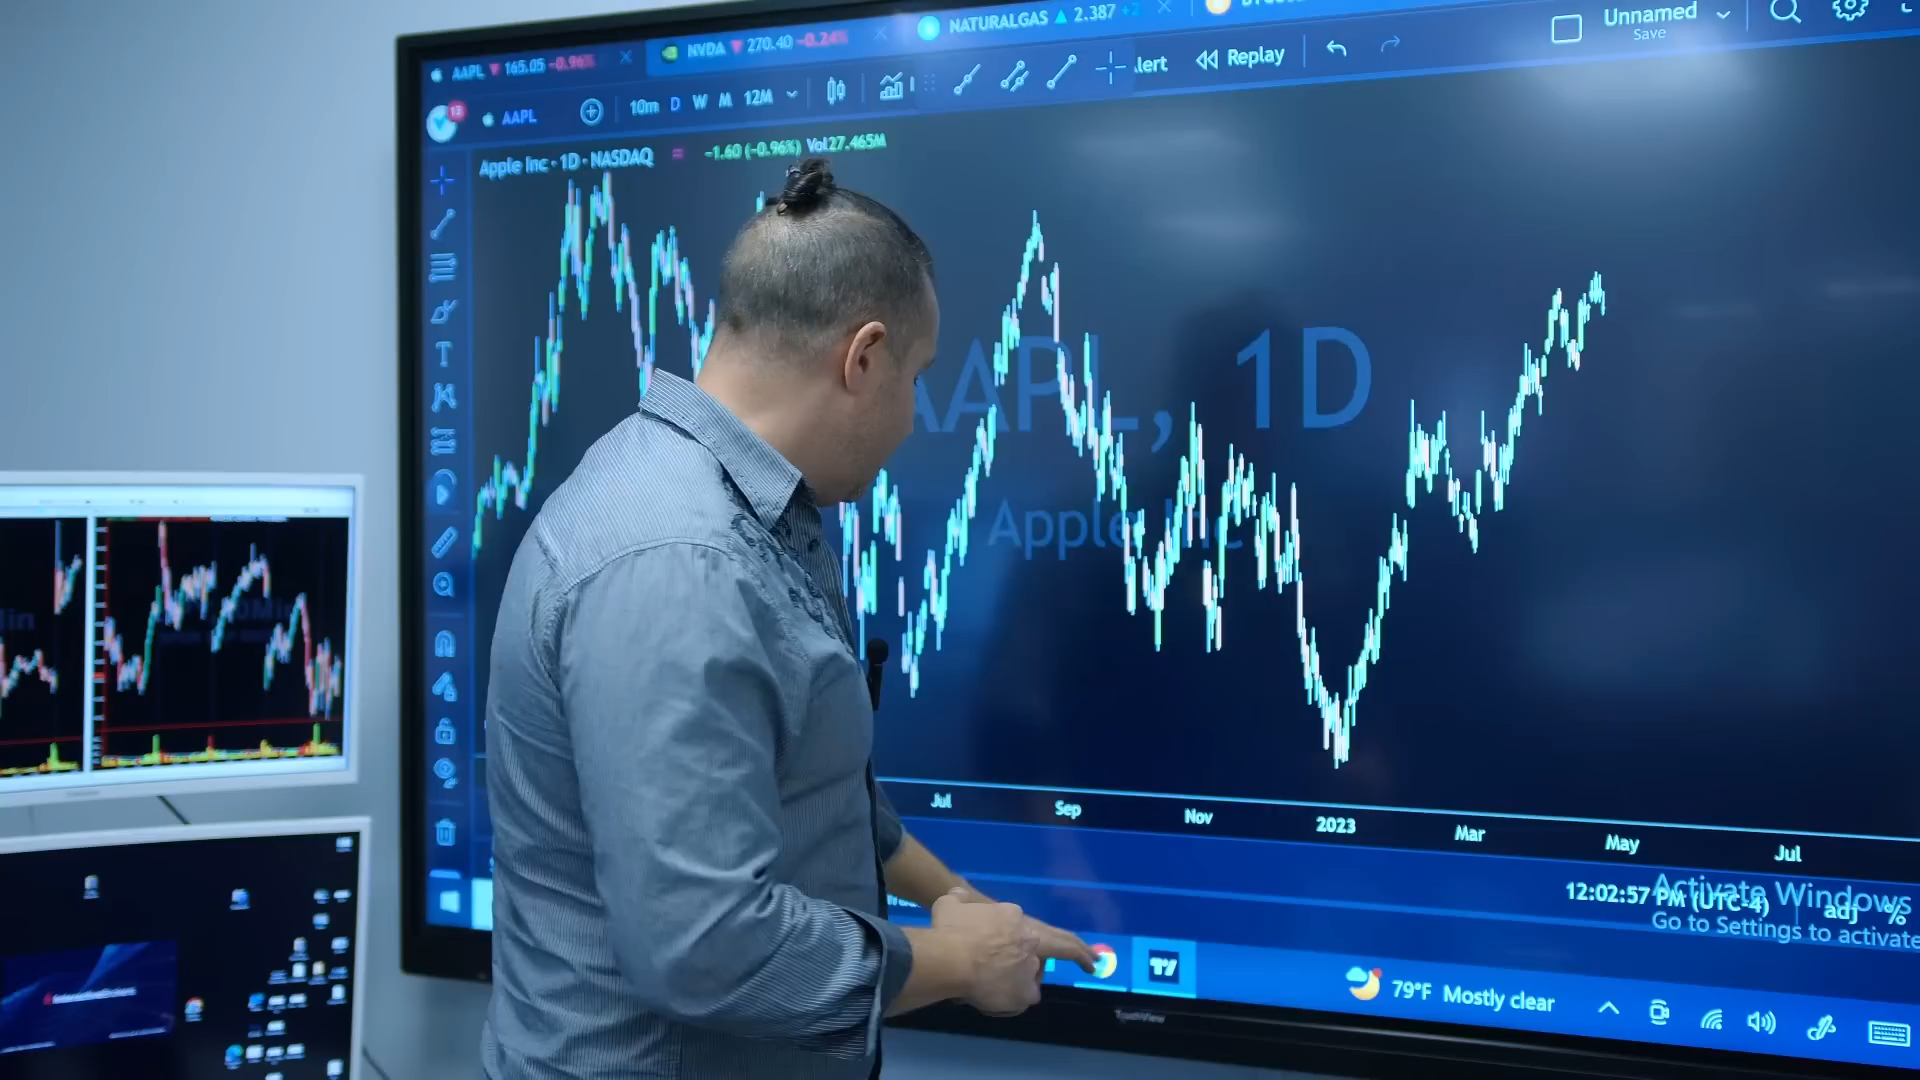 AAPL ▼ 165.05 −0.96%
NVDA ▼ 270.40 −0.24%
NATURALGAS ▲ 2.387
Unnamed
Save
lert
Replay
13
AAPL
10m D W M 12M
Apple Inc · 1D · NASDAQ
−1.60 (−0.96%) Vol27.465M
AAPL, 1D
Apple Inc
T
Jul Sep Nov 2023 Mar May Jul
12:02:57 PM (UTC-4)
adj %
Activate Windows
Go to Settings to activate
79°F Mostly clear
TouchView